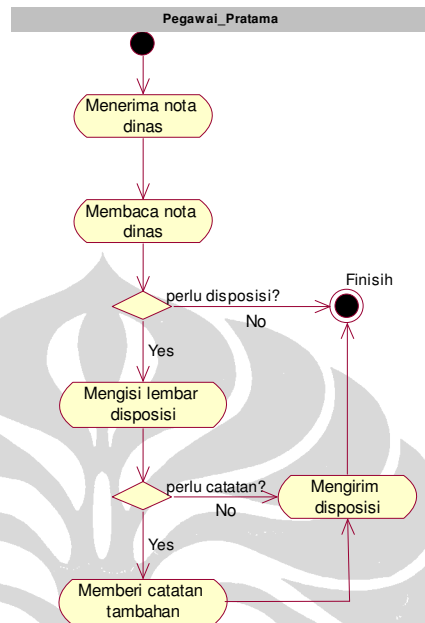 Pegawai_Pratama
Menerima nota
dinas
Membaca nota
dinas
Finisih
perlu disposisi?
No
Yes
Mengisi lembar
disposisi
perlu catatan?
No
Mengirim
disposisi
Yes
Memberi catatan
tambahan